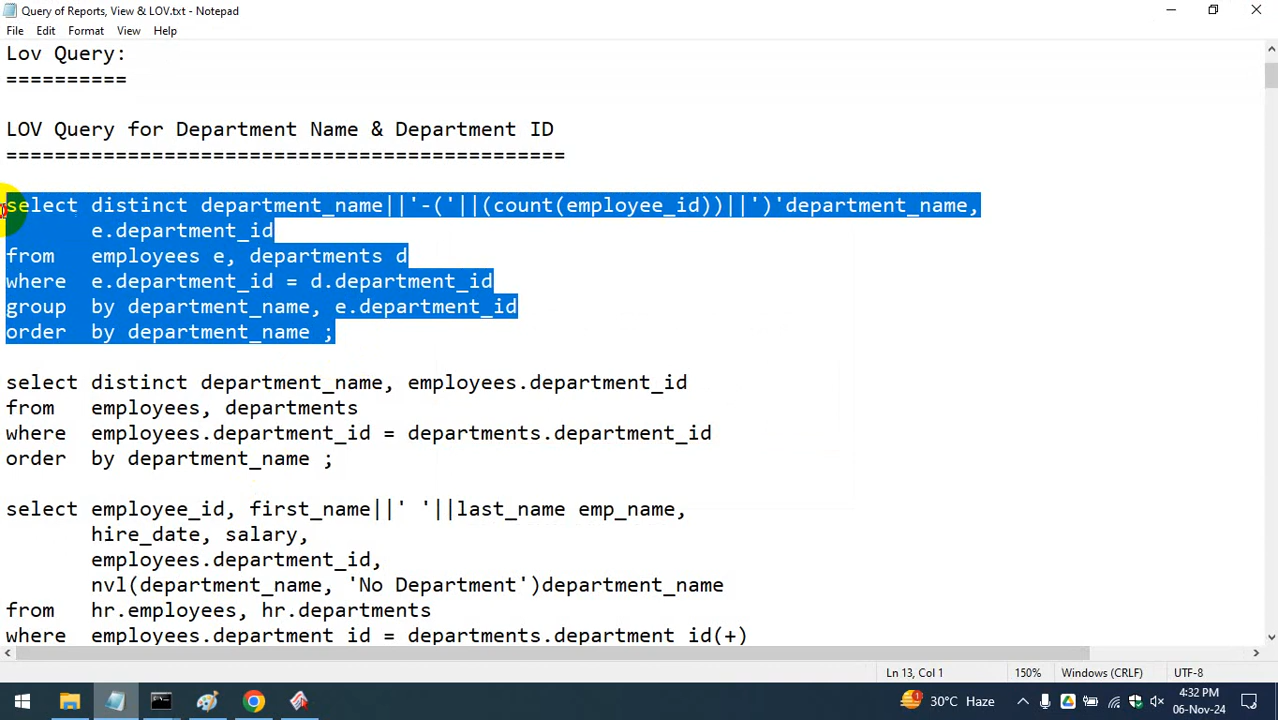 Query of Reports, View & LOV.txt - Notepad
File Edit Format View Help
Lov Query:
==========
LOV Query for Department Name & Department ID
==============================================
select distinct department_name||'-('||(count(employee_id))||')'department_name,
e.department_id
from employees e, departments d
where e.department_id = d.department_id
group by department_name, e.department_id
order by department_name ;
select distinct department_name, employees.department_id
from employees, departments
where employees.department_id = departments.department_id
order by department_name ;
select employee_id, first_name||' '||last_name emp_name,
hire_date, salary,
employees.department_id,
nvl(department_name, 'No Department')department_name
from hr.employees, hr.departments
where employees.department_id = departments.department_id(+)
Ln 13, Col 1 150% Windows (CRLF) UTF-8
30°C Haze 4:32 PM
06-Nov-24